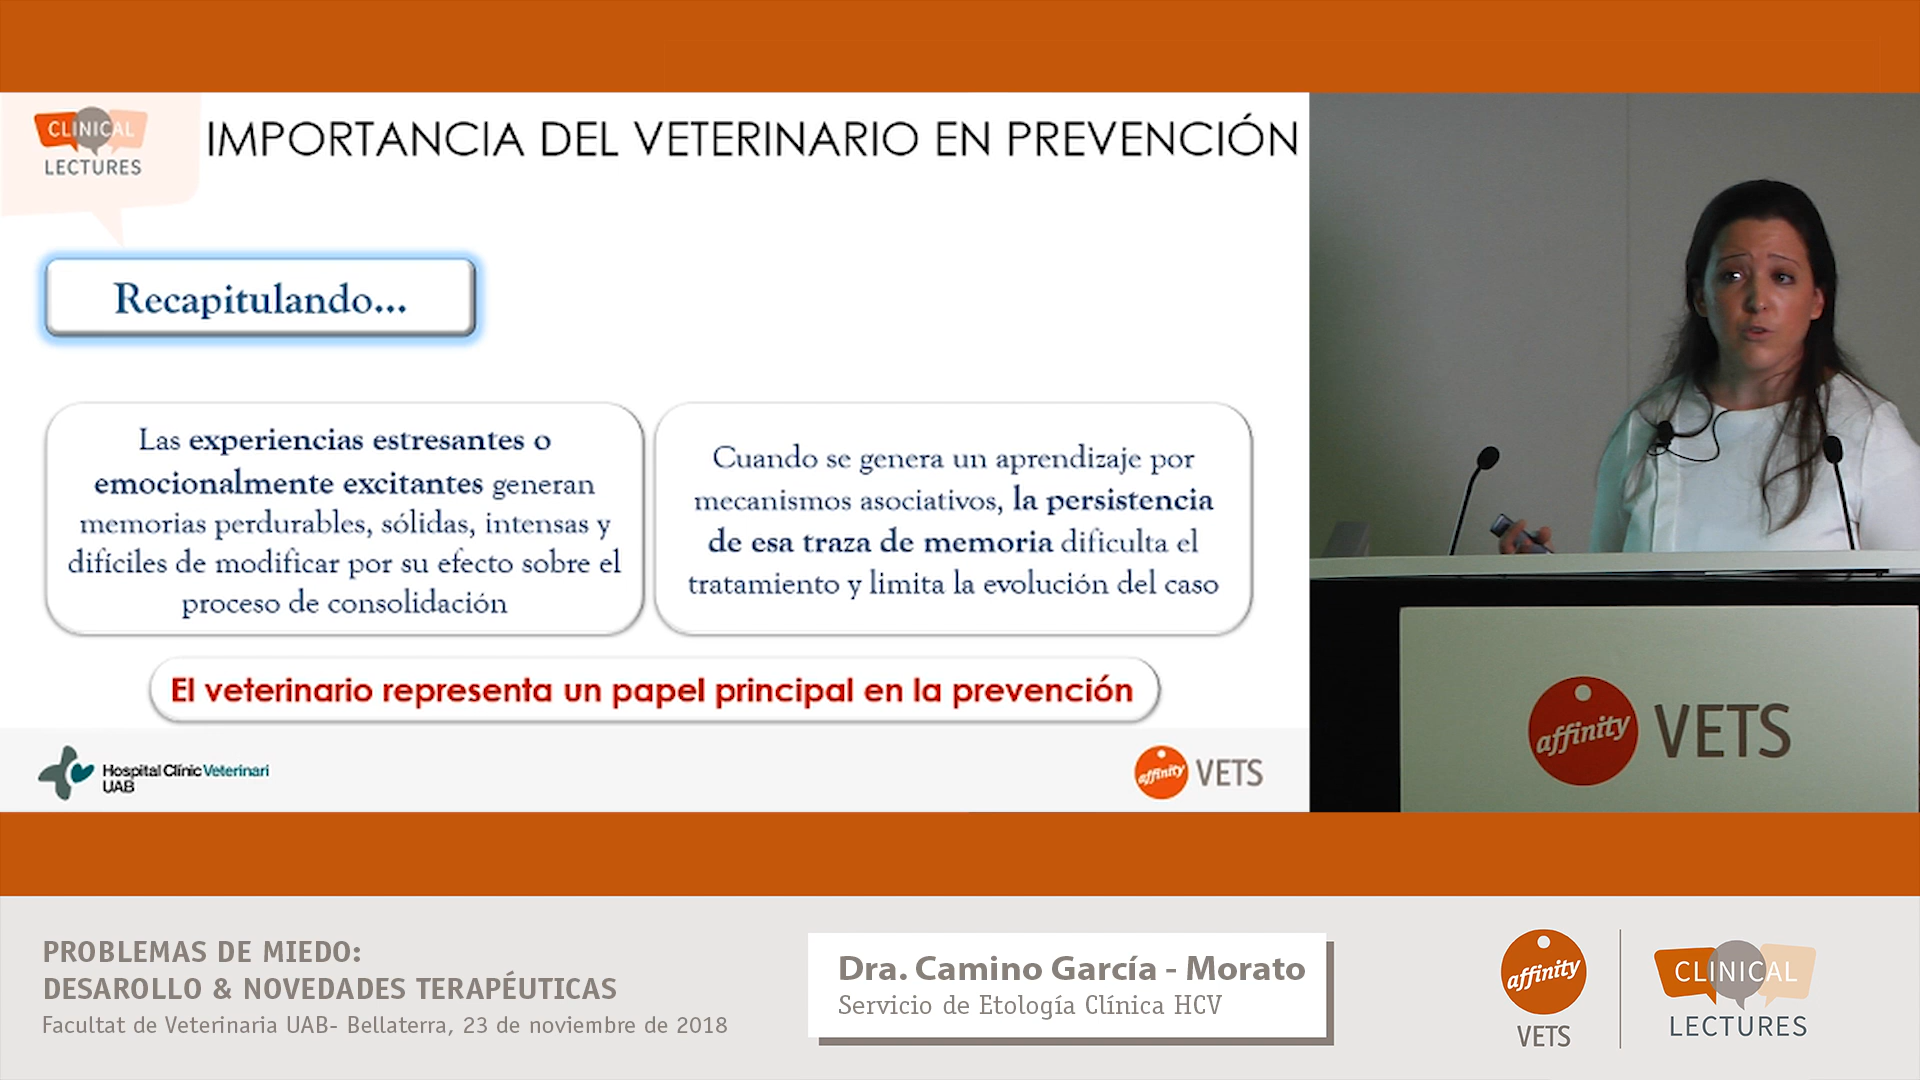 CLINICAL
LECTURES
IMPORTANCIA DEL VETERINARIO EN PREVENCIÓN
Recapitulando...
Las experiencias estresantes o
emocionalmente excitantes generan
memorias perdurables, sólidas, intensas y
difíciles de modificar por su efecto sobre el
proceso de consolidación
Cuando se genera un aprendizaje por
mecanismos asociativos, la persistencia
de esa traza de memoria dificulta el
tratamiento y limita la evolución del caso
El veterinario representa un papel principal en la prevención
Hospital Clínic Veterinari
UAB
affinity VETS
affinity VETS
PROBLEMAS DE MIEDO:
DESAROLLO & NOVEDADES TERAPÉUTICAS
Facultat de Veterinaria UAB- Bellaterra, 23 de noviembre de 2018
Dra. Camino García - Morato
Servicio de Etología Clínica HCV
affinity
VETS
CLINICAL
LECTURES